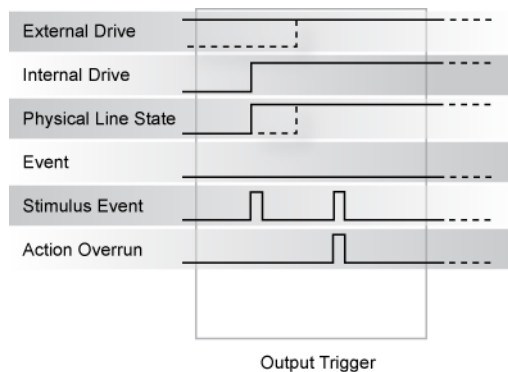 External Drive
Internal Drive
Physical Line State
Event
Stimulus Event
Action Overrun
Output Trigger